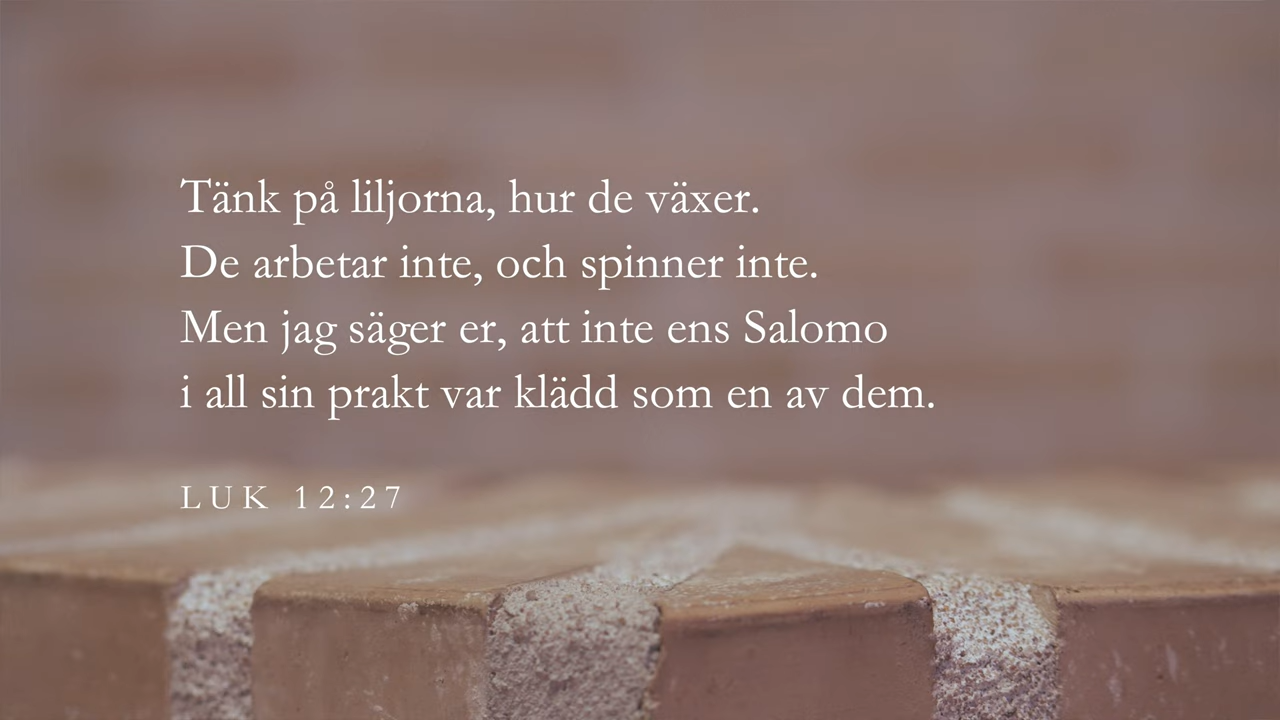 Tänk på liljorna, hur de växer.
De arbetar inte, och spinner inte.
Men jag säger er, att inte ens Salomo
i all sin prakt var klädd som en av dem.
LUK 12:27